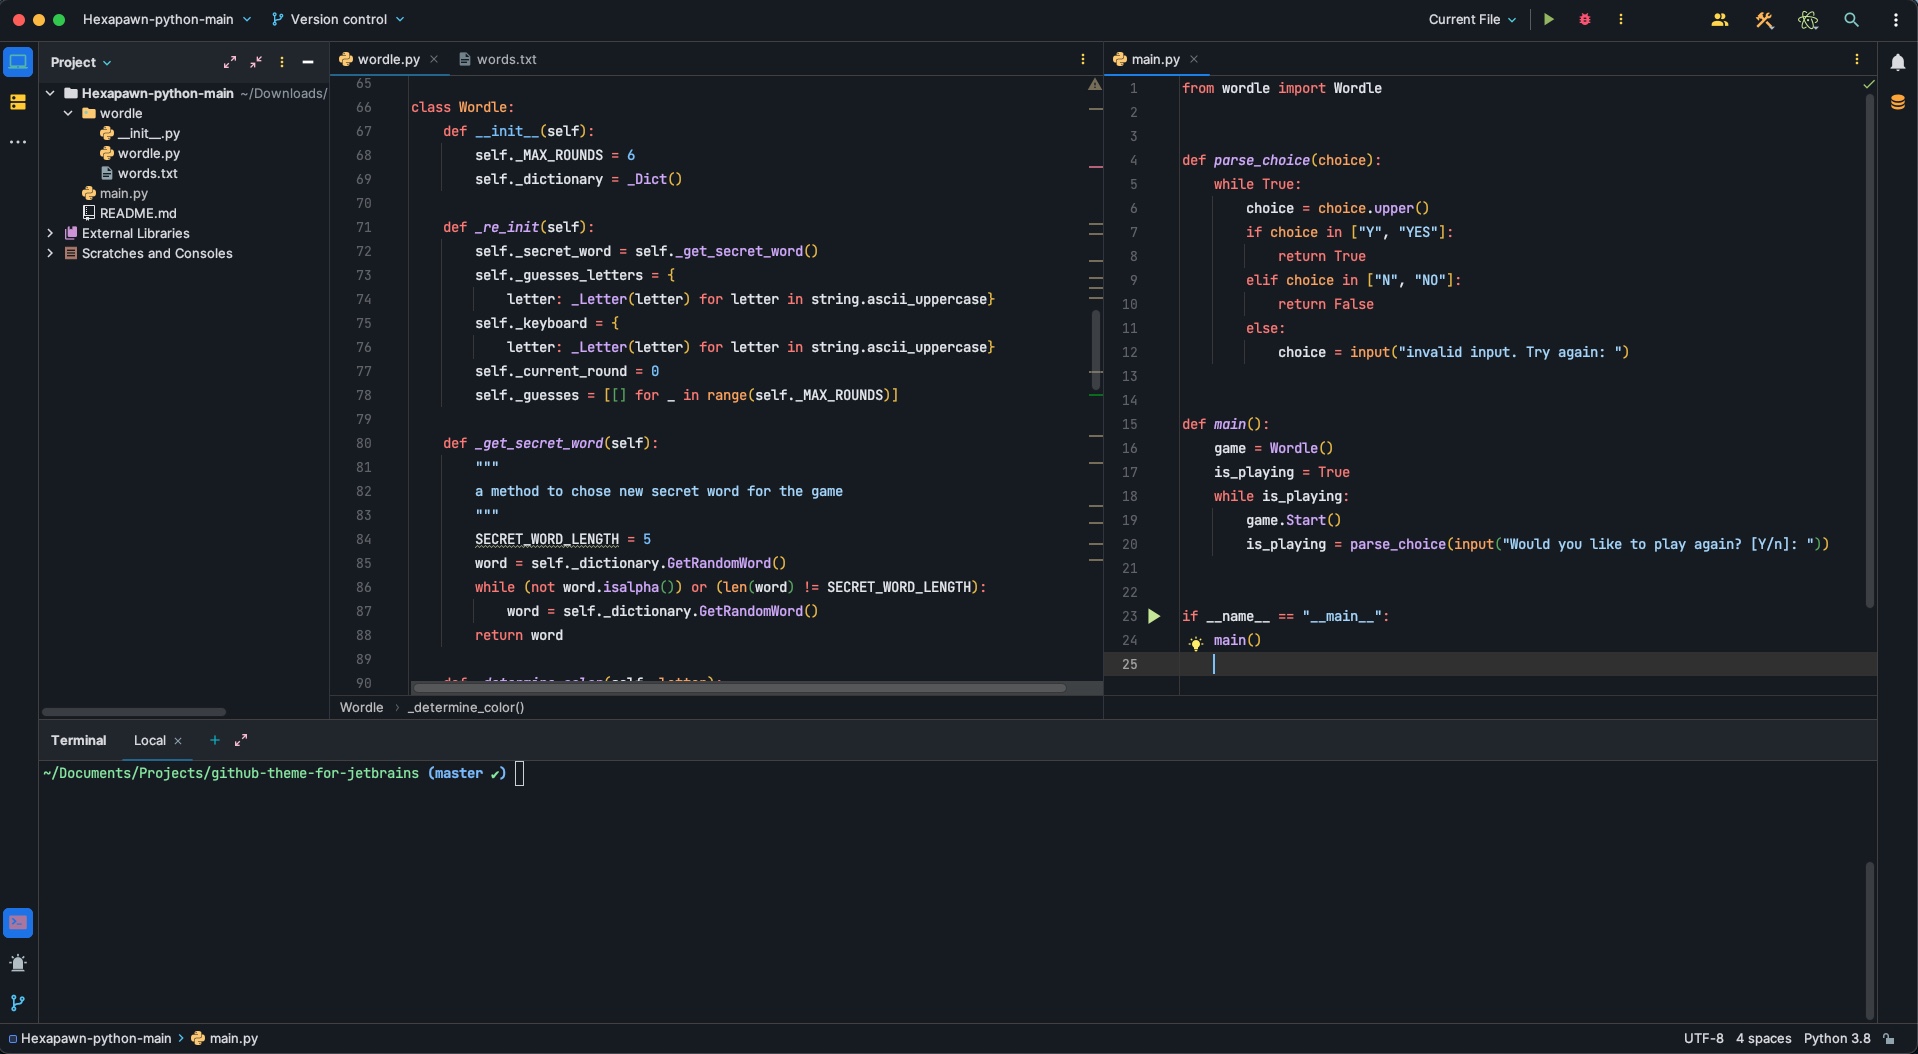 Hexapawn-python-main
Version control
Current File
Project
Hexapawn-python-main ~/Downloads/
wordle
__init__.py
wordle.py
words.txt
main.py
README.md
External Libraries
Scratches and Consoles
wordle.py
words.txt
65
66 class Wordle:
67 def __init__(self):
68 self._MAX_ROUNDS = 6
69 self._dictionary = _Dict()
70
71 def _re_init(self):
72 self._secret_word = self._get_secret_word()
73 self._guesses_letters = {
74 letter: _Letter(letter) for letter in string.ascii_uppercase}
75 self._keyboard = {
76 letter: _Letter(letter) for letter in string.ascii_uppercase}
77 self._current_round = 0
78 self._guesses = [[] for _ in range(self._MAX_ROUNDS)]
79
80 def _get_secret_word(self):
81 """
82 a method to chose new secret word for the game
83 """
84 SECRET_WORD_LENGTH = 5
85 word = self._dictionary.GetRandomWord()
86 while (not word.isalpha()) or (len(word) != SECRET_WORD_LENGTH):
87 word = self._dictionary.GetRandomWord()
88 return word
89
90 def _determine_color(self, letter):
Wordle > _determine_color()
main.py
1 from wordle import Wordle
2
3
4 def parse_choice(choice):
5 while True:
6 choice = choice.upper()
7 if choice in ["Y", "YES"]:
8 return True
9 elif choice in ["N", "NO"]:
10 return False
11 else:
12 choice = input("invalid input. Try again: ")
13
14
15 def main():
16 game = Wordle()
17 is_playing = True
18 while is_playing:
19 game.Start()
20 is_playing = parse_choice(input("Would you like to play again? [Y/n]: "))
21
22
23 if __name__ == "__main__":
24 main()
25
Terminal
Local
~/Documents/Projects/github-theme-for-jetbrains (master ✔)
Hexapawn-python-main > main.py
UTF-8 4 spaces Python 3.8